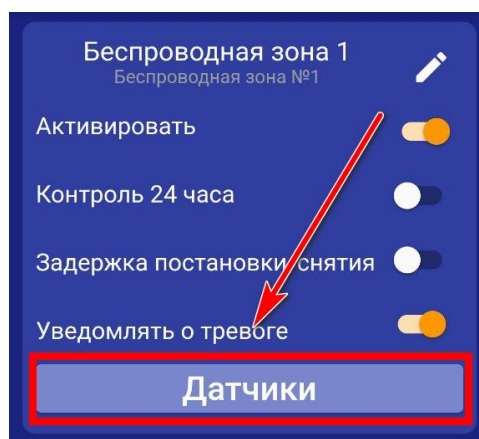 Беспроводная зона 1
Беспроводная зона №1
Активировать
Контроль 24 часа
Задержка постановки/снятия
Уведомлять о тревоге
Датчики